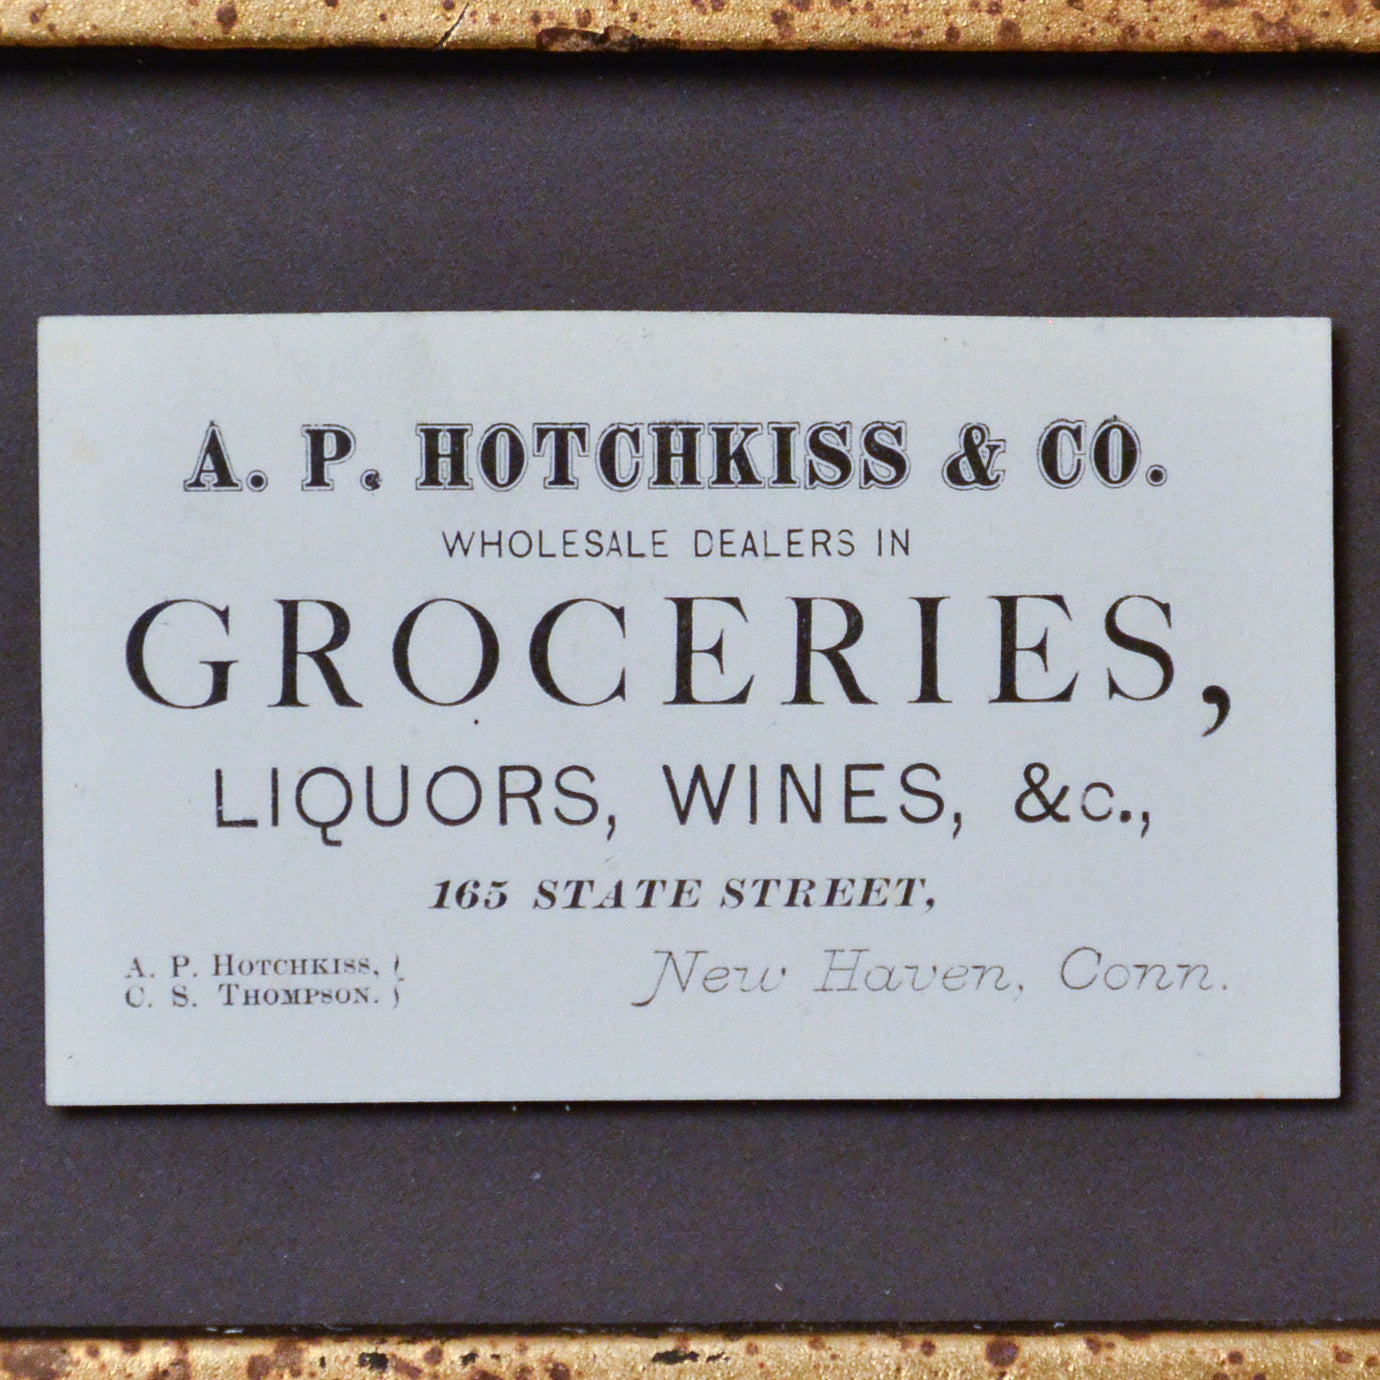 A. P. HOTCHKISS & CO.
WHOLESALE DEALERS IN
GROCERIES,
LIQUORS, WINES, &c.,
165 STATE STREET,
A. P. HOTCHKISS, }
C. S. THOMPSON. }
New Haven, Conn.